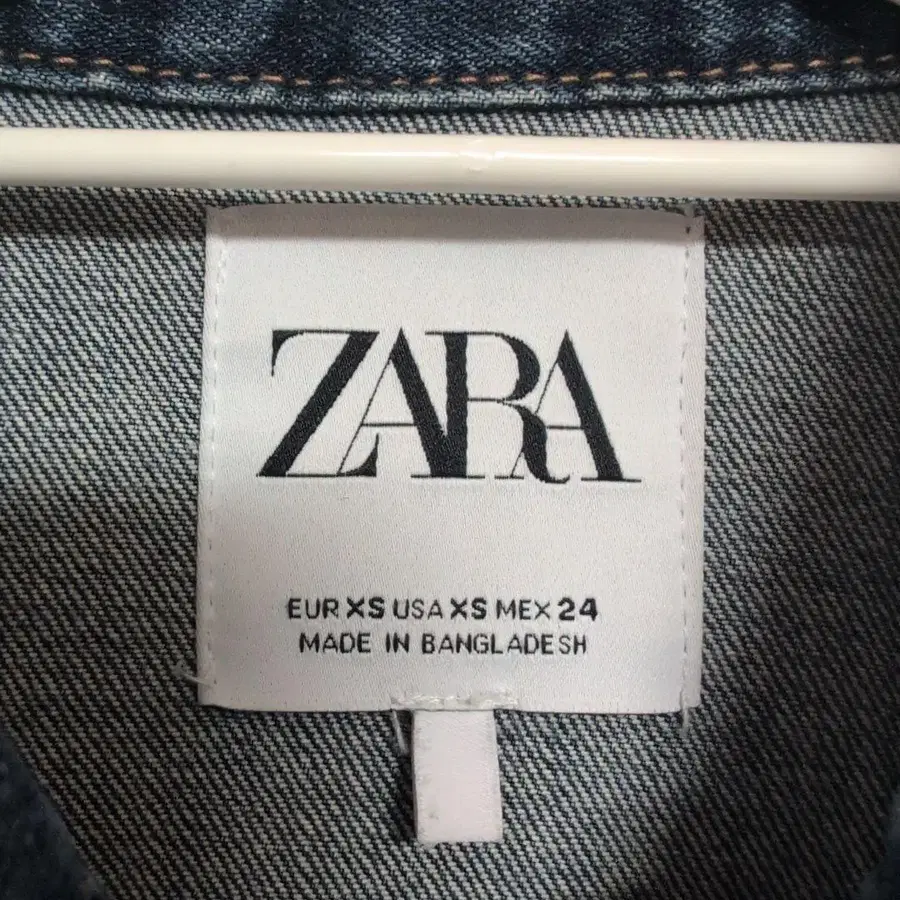 ZARA
EUR XS USA XS MEX 24
MADE IN BANGLADESH